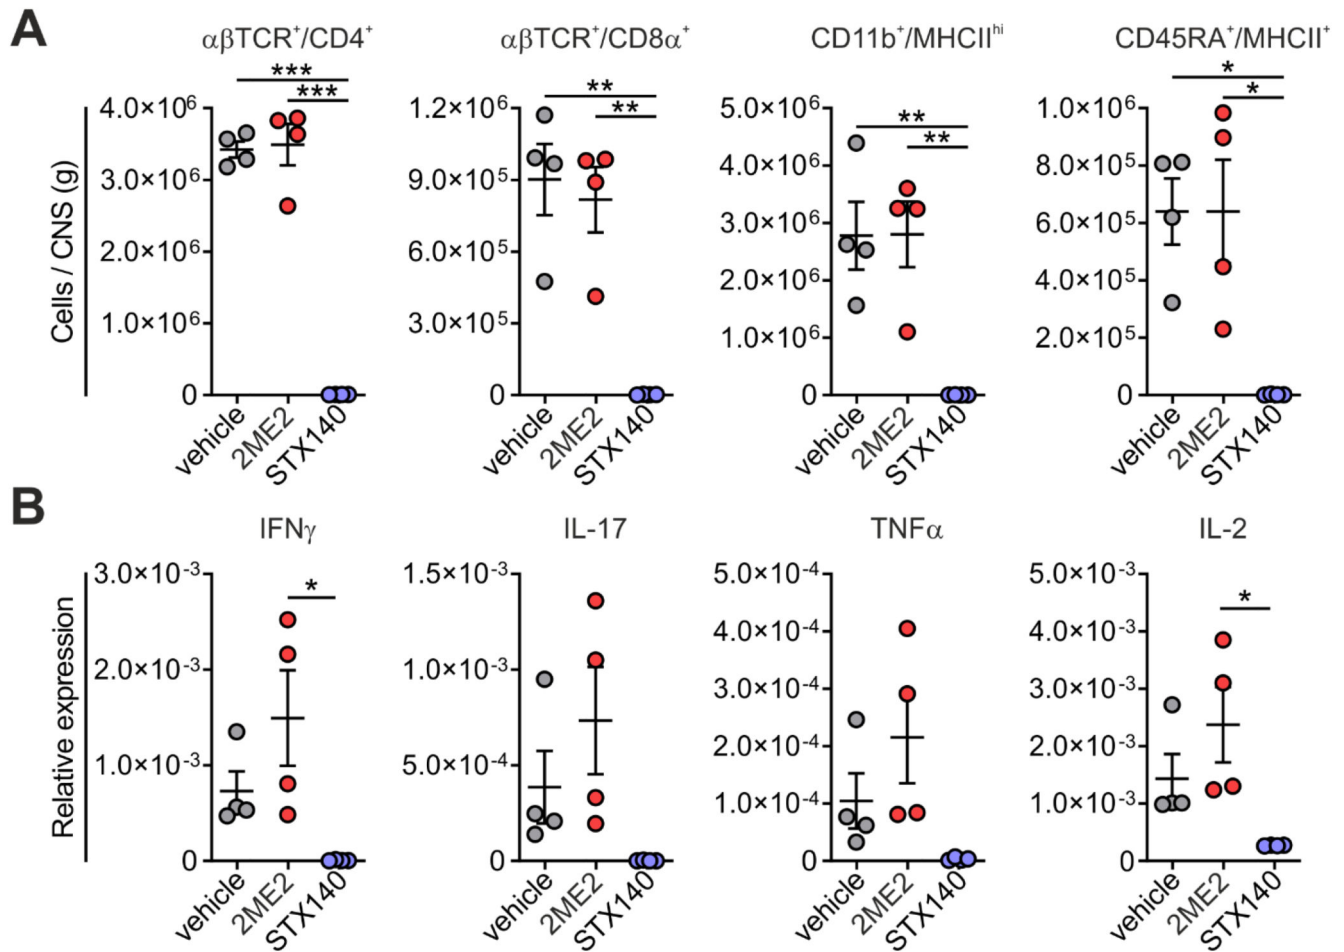 A
αβTCR⁺/CD4⁺
αβTCR⁺/CD8α⁺
CD11b⁺/MHCIIʰⁱ
CD45RA⁺/MHCII⁺
*** ** ** *
*** ** ** *
Cells / CNS (g)
4.0×10⁶
3.0×10⁶
2.0×10⁶
1.0×10⁶
0
vehicle
2ME2
STX140
1.2×10⁶
9.0×10⁵
6.0×10⁵
3.0×10⁵
0
vehicle
2ME2
STX140
5.0×10⁶
4.0×10⁶
3.0×10⁶
2.0×10⁶
1.0×10⁶
0
vehicle
2ME2
STX140
1.0×10⁶
8.0×10⁵
6.0×10⁵
4.0×10⁵
2.0×10⁵
0
vehicle
2ME2
STX140
B
IFNγ
IL-17
TNFα
IL-2
Relative expression
3.0×10⁻³
2.0×10⁻³
1.0×10⁻³
0
*
vehicle
2ME2
STX140
1.5×10⁻³
1.0×10⁻³
5.0×10⁻⁴
0
vehicle
2ME2
STX140
5.0×10⁻⁴
4.0×10⁻⁴
3.0×10⁻⁴
2.0×10⁻⁴
1.0×10⁻⁴
0
vehicle
2ME2
STX140
5.0×10⁻³
4.0×10⁻³
3.0×10⁻³
2.0×10⁻³
1.0×10⁻³
0
*
vehicle
2ME2
STX140